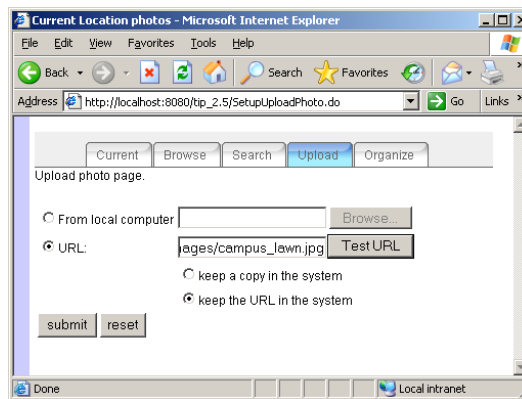 Current Location photos - Microsoft Internet Explorer
File Edit View Favorites Tools Help
Back Search Favorites
Address http://localhost:8080/tip_2.5/SetupUploadPhoto.do Go Links
Current Browse Search Upload Organize
Upload photo page.
From local computer Browse...
URL: ages/campus_lawn.jpg Test URL
keep a copy in the system
keep the URL in the system
submit reset
Done Local intranet